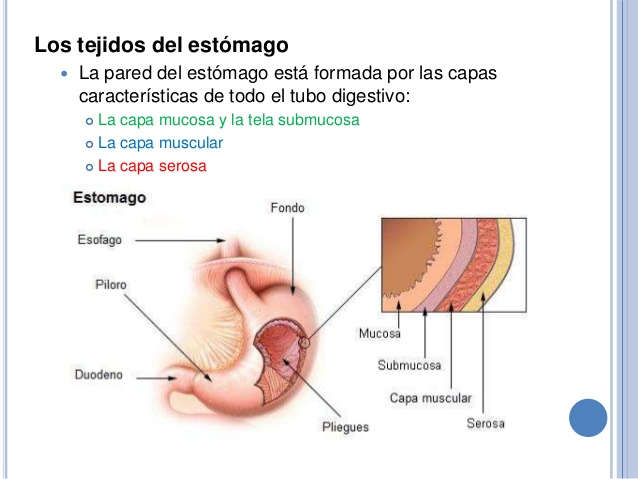 Los tejidos del estómago
La pared del estómago está formada por las capas
características de todo el tubo digestivo:
La capa mucosa y la tela submucosa
La capa muscular
La capa serosa
Estomago
Fondo
Esofago
Piloro
Duodeno
Pliegues
Mucosa
Submucosa
Capa muscular
Serosa